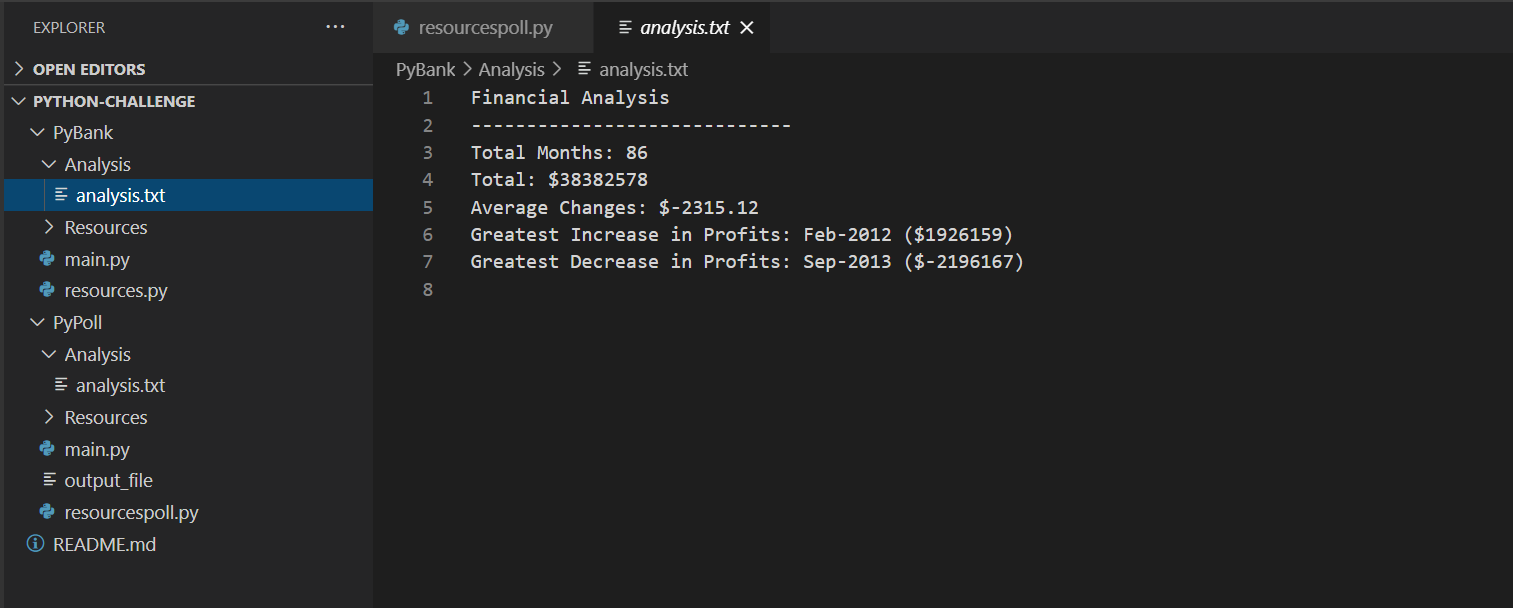 EXPLORER
···
OPEN EDITORS
PYTHON-CHALLENGE
PyBank
Analysis
analysis.txt
Resources
main.py
resources.py
PyPoll
Analysis
analysis.txt
Resources
main.py
output_file
resourcespoll.py
README.md
resourcespoll.py
analysis.txt
PyBank > Analysis > analysis.txt
1 Financial Analysis
2 -----------------------------
3 Total Months: 86
4 Total: $38382578
5 Average Changes: $-2315.12
6 Greatest Increase in Profits: Feb-2012 ($1926159)
7 Greatest Decrease in Profits: Sep-2013 ($-2196167)
8